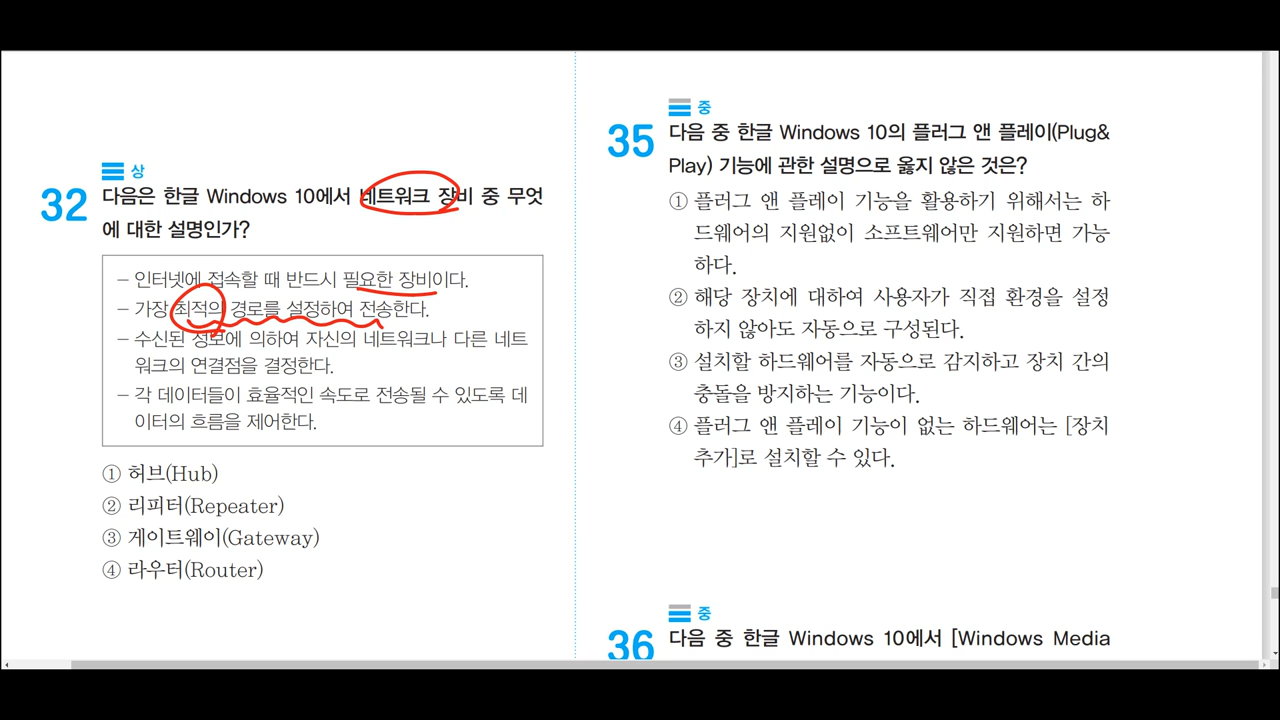 상
32
다음은 한글 Windows 10에서 네트워크 장비 중 무엇
에 대한 설명인가?
– 인터넷에 접속할 때 반드시 필요한 장비이다.
– 가장 최적의 경로를 설정하여 전송한다.
– 수신된 정보에 의하여 자신의 네트워크나 다른 네트
워크의 연결점을 결정한다.
– 각 데이터들이 효율적인 속도로 전송될 수 있도록 데
이터의 흐름을 제어한다.
① 허브(Hub)
② 리피터(Repeater)
③ 게이트웨이(Gateway)
④ 라우터(Router)
중
35
다음 중 한글 Windows 10의 플러그 앤 플레이(Plug&
Play) 기능에 관한 설명으로 옳지 않은 것은?
① 플러그 앤 플레이 기능을 활용하기 위해서는 하
드웨어의 지원없이 소프트웨어만 지원하면 가능
하다.
② 해당 장치에 대하여 사용자가 직접 환경을 설정
하지 않아도 자동으로 구성된다.
③ 설치할 하드웨어를 자동으로 감지하고 장치 간의
충돌을 방지하는 기능이다.
④ 플러그 앤 플레이 기능이 없는 하드웨어는 [장치
추가]로 설치할 수 있다.
중
36
다음 중 한글 Windows 10에서 [Windows Media